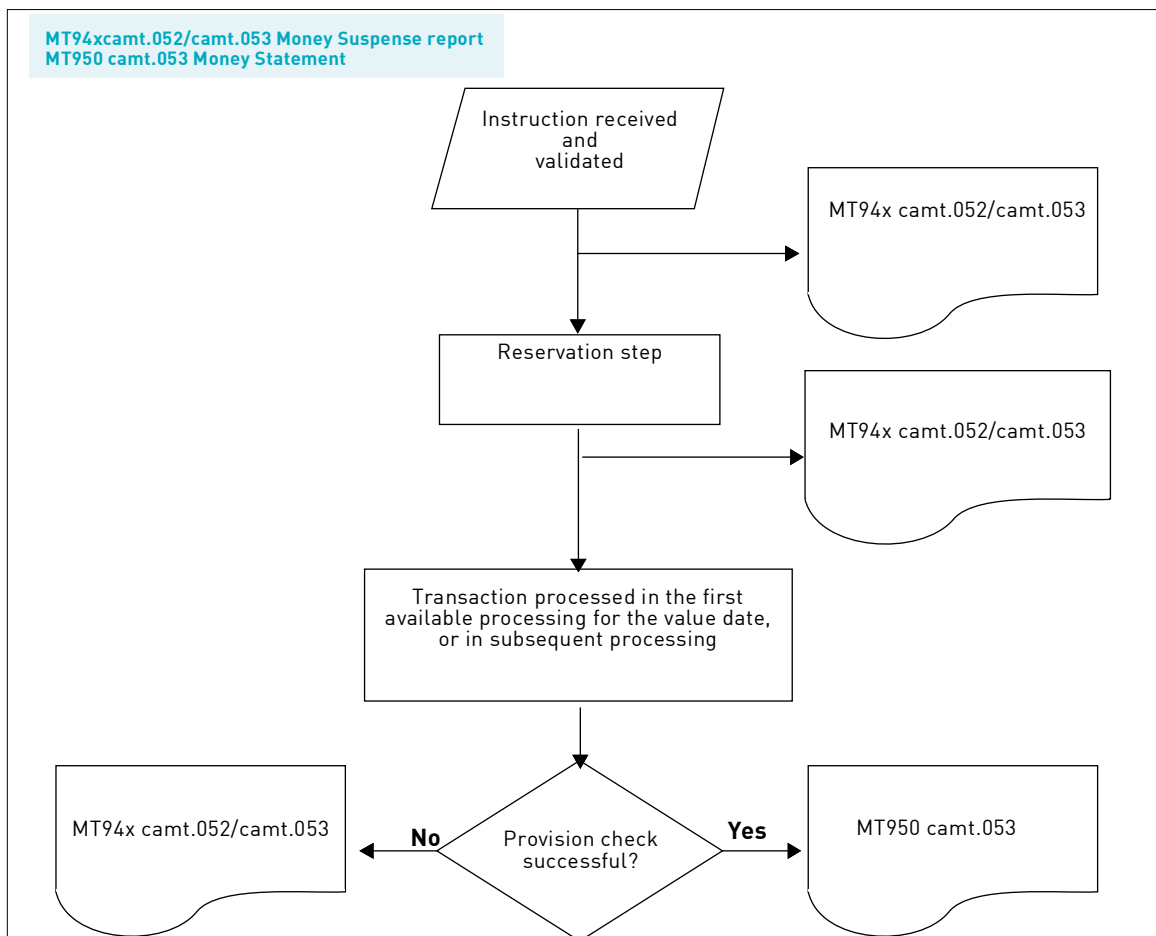 MT94xcamt.052/camt.053 Money Suspense report
MT950 camt.053 Money Statement
Instruction received
and
validated
MT94x camt.052/camt.053
Reservation step
MT94x camt.052/camt.053
Transaction processed in the first
available processing for the value date,
or in subsequent processing
MT94x camt.052/camt.053
No
Provision check
successful?
Yes
MT950 camt.053